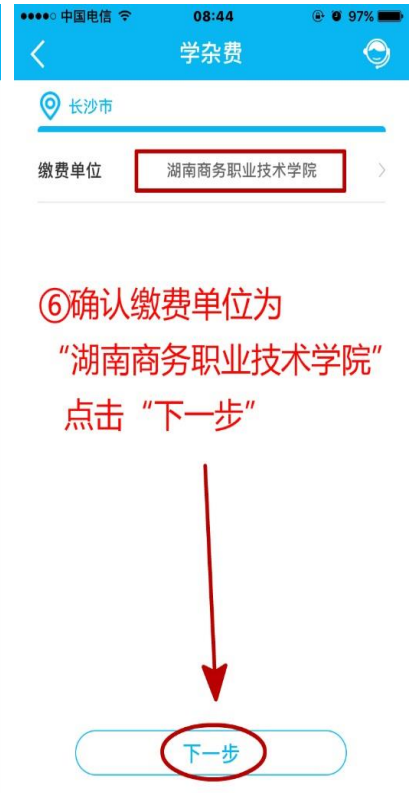 中国电信 08:44 97%
学杂费
长沙市
缴费单位 湖南商务职业技术学院
⑥确认缴费单位为
“湖南商务职业技术学院”
点击“下一步”
下一步